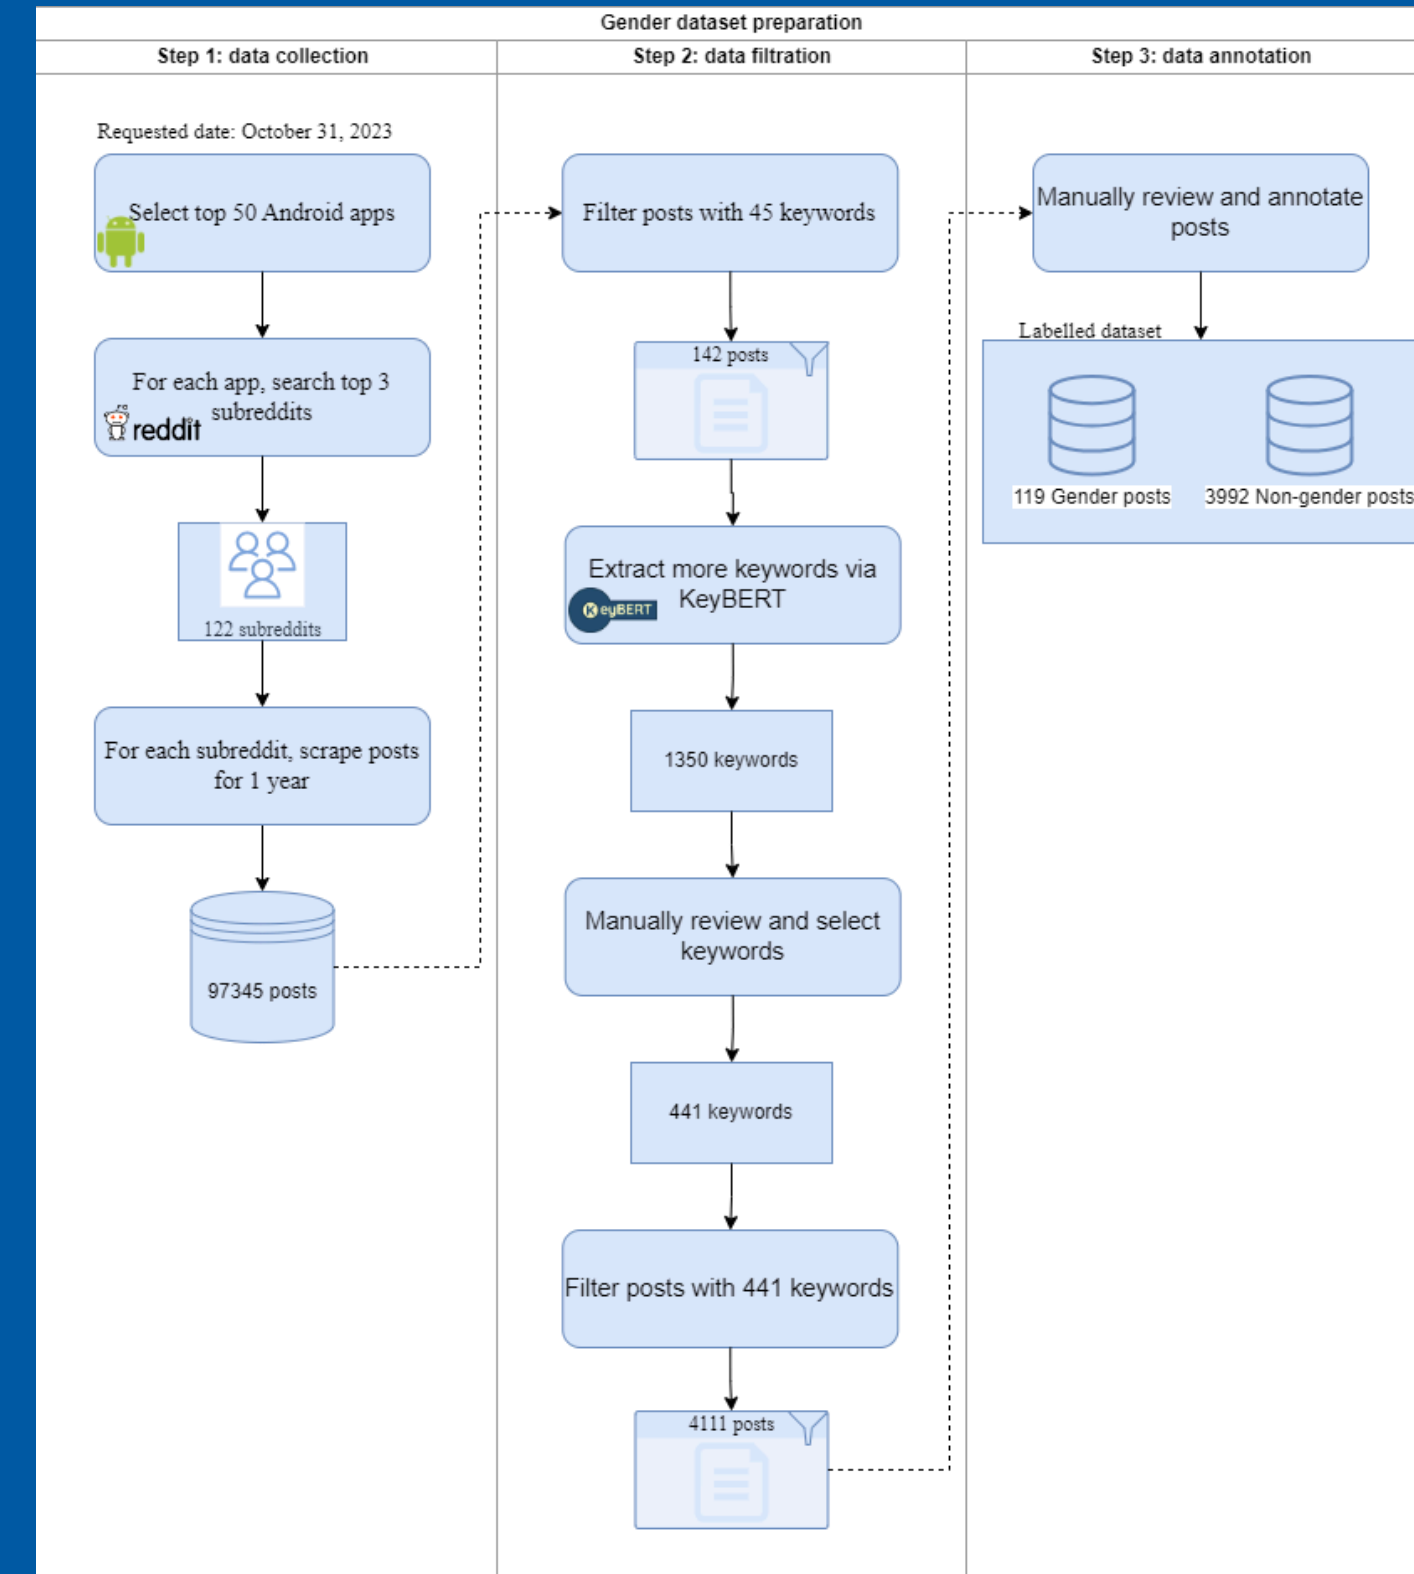 Gender dataset preparation
Step 1: data collection
Step 2: data filtration
Step 3: data annotation
Requested date: October 31, 2023
Select top 50 Android apps
For each app, search top 3
subreddits
reddit
122 subreddits
For each subreddit, scrape posts
for 1 year
97345 posts
Filter posts with 45 keywords
142 posts
Extract more keywords via
KeyBERT
KeyBERT
1350 keywords
Manually review and select
keywords
441 keywords
Filter posts with 441 keywords
4111 posts
Manually review and annotate
posts
Labelled dataset
119 Gender posts
3992 Non-gender posts